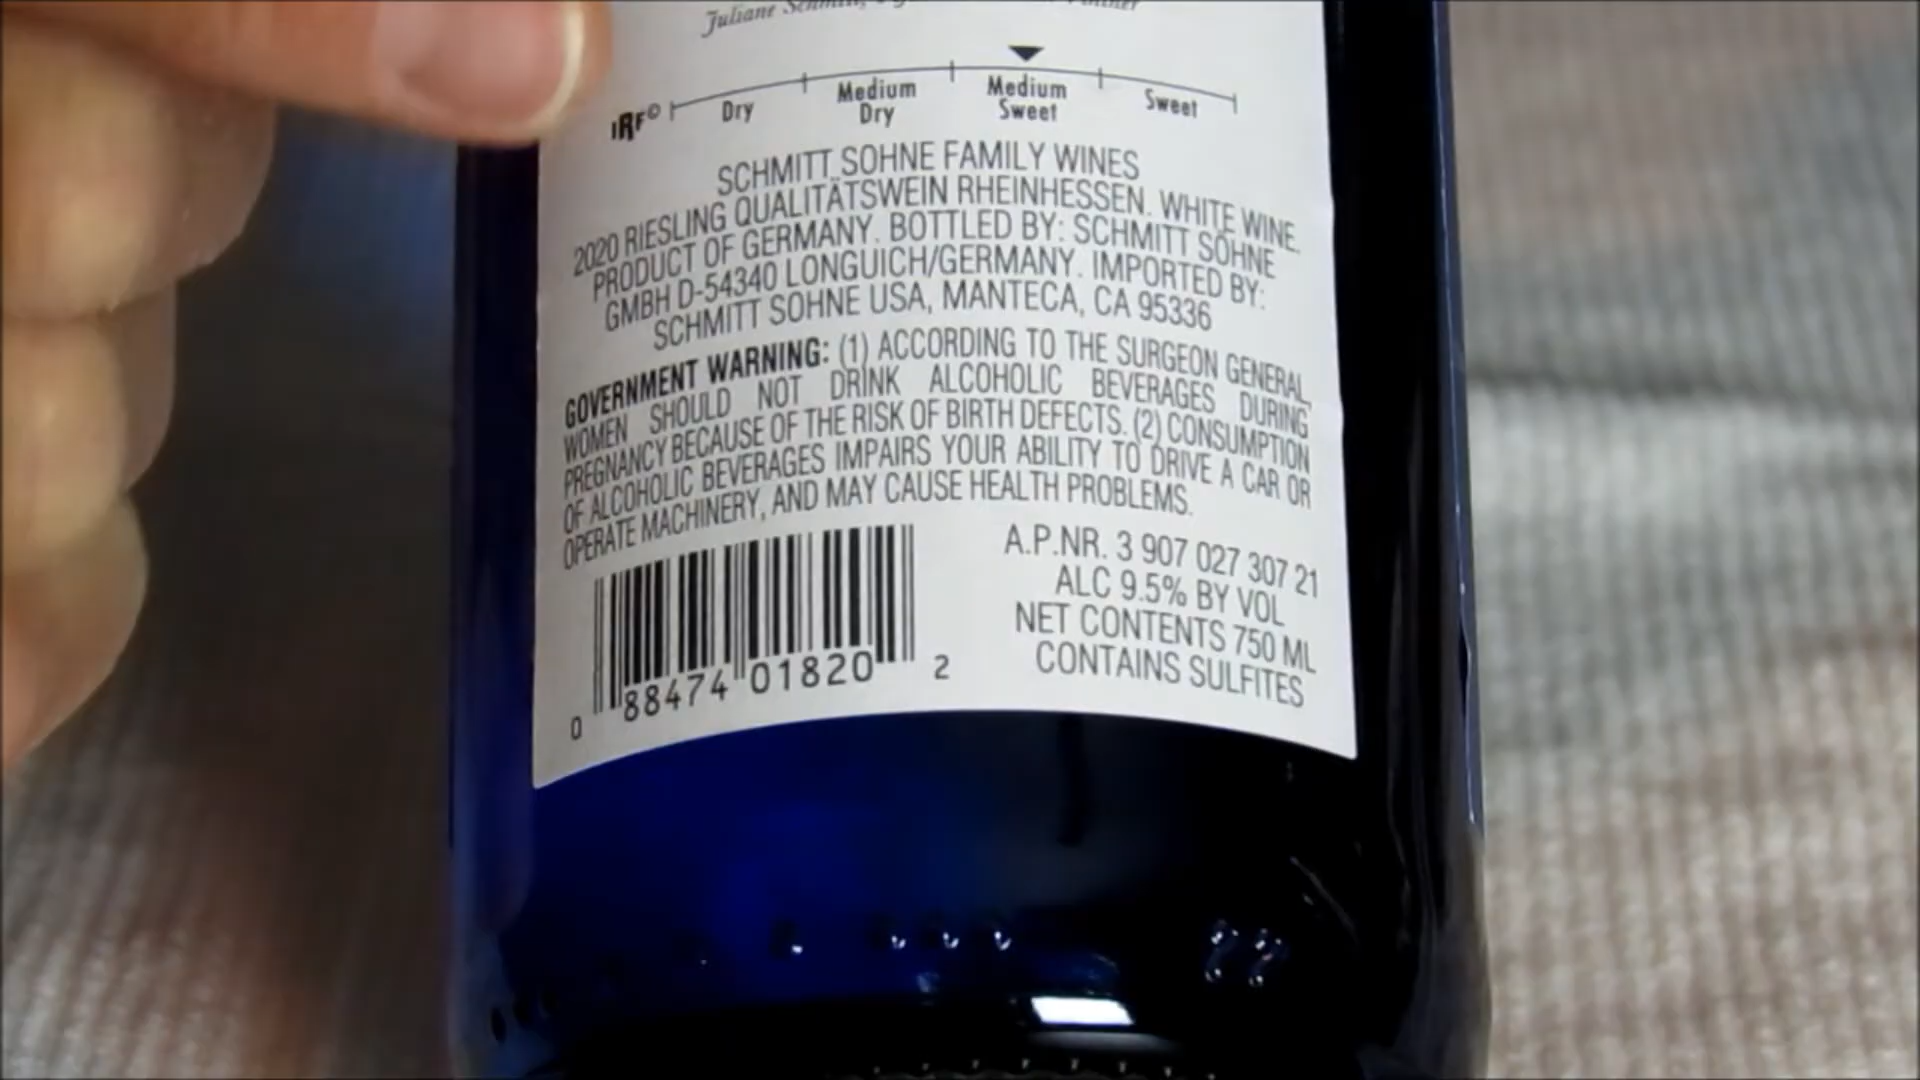 Juliane Schmitt,
IRF© Dry Medium Dry Medium Sweet Sweet
SCHMITT SOHNE FAMILY WINES
2020 RIESLING QUALITÄTSWEIN RHEINHESSEN. WHITE WINE.
PRODUCT OF GERMANY. BOTTLED BY: SCHMITT SÖHNE
GMBH D-54340 LONGUICH/GERMANY. IMPORTED BY:
SCHMITT SOHNE USA, MANTECA, CA 95336
GOVERNMENT WARNING: (1) ACCORDING TO THE SURGEON GENERAL,
WOMEN SHOULD NOT DRINK ALCOHOLIC BEVERAGES DURING
PREGNANCY BECAUSE OF THE RISK OF BIRTH DEFECTS. (2) CONSUMPTION
OF ALCOHOLIC BEVERAGES IMPAIRS YOUR ABILITY TO DRIVE A CAR OR
OPERATE MACHINERY, AND MAY CAUSE HEALTH PROBLEMS.
A.P.NR. 3 907 027 307 21
ALC 9.5% BY VOL
NET CONTENTS 750 ML
CONTAINS SULFITES
0 88474 01820 2